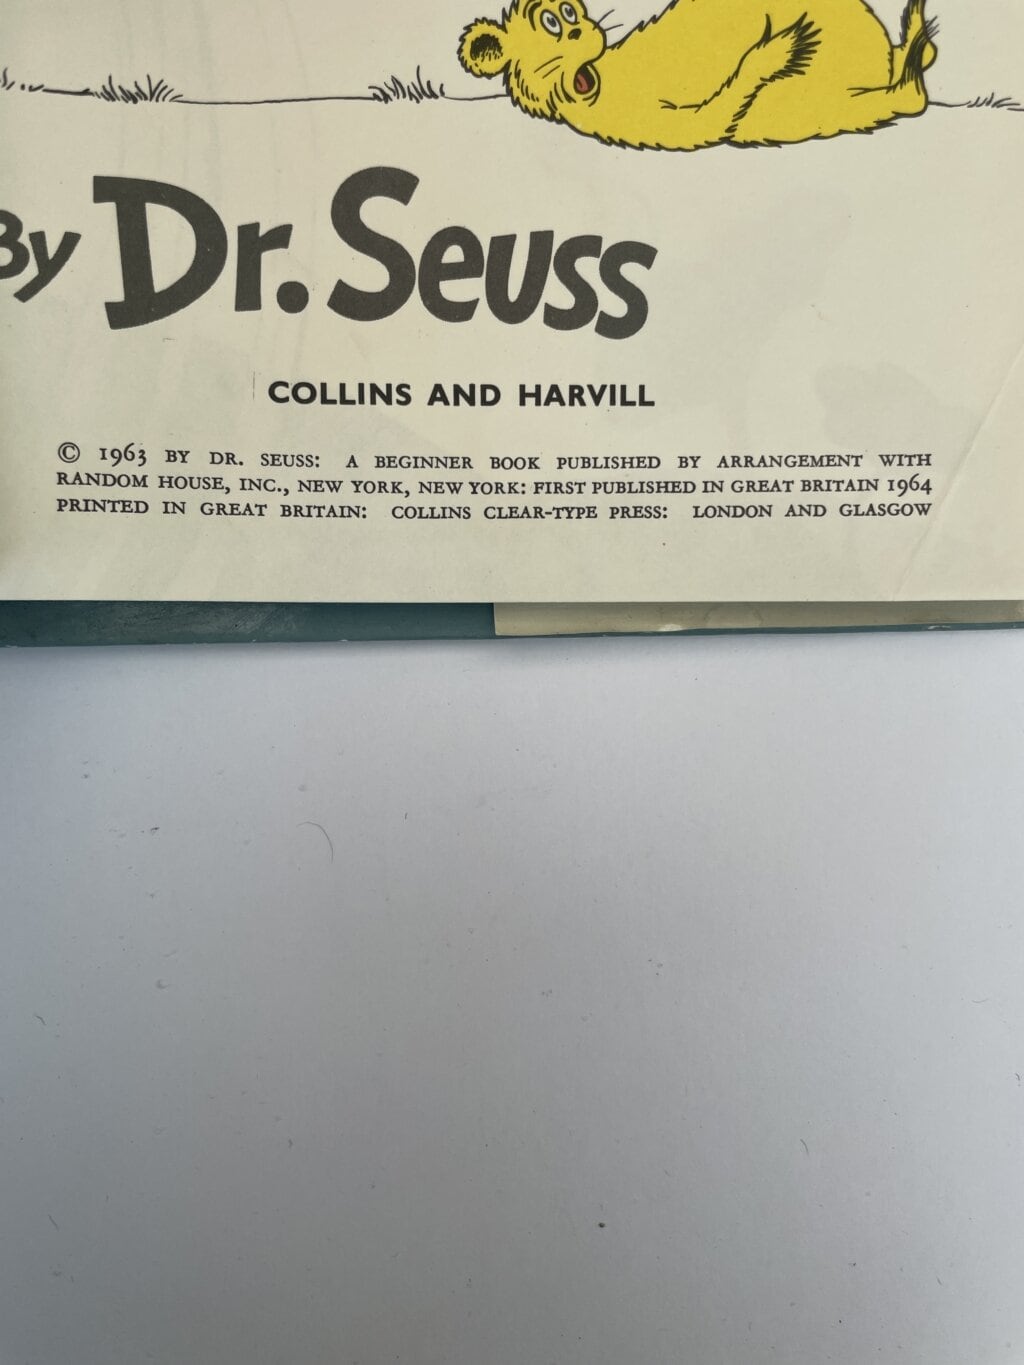 By Dr. Seuss
COLLINS AND HARVILL
© 1963 BY DR. SEUSS: A BEGINNER BOOK PUBLISHED BY ARRANGEMENT WITH
RANDOM HOUSE, INC., NEW YORK, NEW YORK: FIRST PUBLISHED IN GREAT BRITAIN 1964
PRINTED IN GREAT BRITAIN: COLLINS CLEAR-TYPE PRESS: LONDON AND GLASGOW